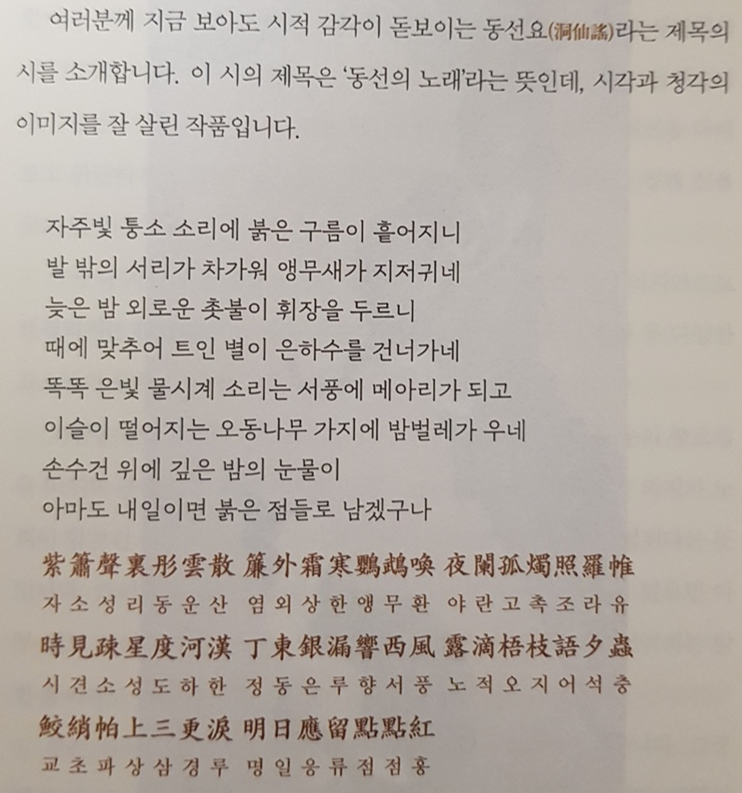 여러분께 지금 보아도 시적 감각이 돋보이는 동선요(洞仙謠)라는 제목의
시를 소개합니다. 이 시의 제목은 ‘동선의 노래’라는 뜻인데, 시각과 청각의
이미지를 잘 살린 작품입니다.
자주빛 퉁소 소리에 붉은 구름이 흩어지니
발 밖의 서리가 차가워 앵무새가 지저귀네
늦은 밤 외로운 촛불이 휘장을 두르니
때에 맞추어 트인 별이 은하수를 건너가네
똑똑 은빛 물시계 소리는 서풍에 메아리가 되고
이슬이 떨어지는 오동나무 가지에 밤벌레가 우네
손수건 위에 깊은 밤의 눈물이
아마도 내일이면 붉은 점들로 남겠구나
紫簫聲裏彤雲散 簾外霜寒鸚鵡喚 夜闌孤燭照羅帷
자소성리동운산 염외상한앵무환 야란고촉조라유
時見疎星度河漢 丁東銀漏響西風 露滴梧枝語夕蟲
시견소성도하한 정동은루향서풍 노적오지어석충
鮫綃帕上三更淚 明日應留點點紅
교초파상삼경루 명일응류점점홍